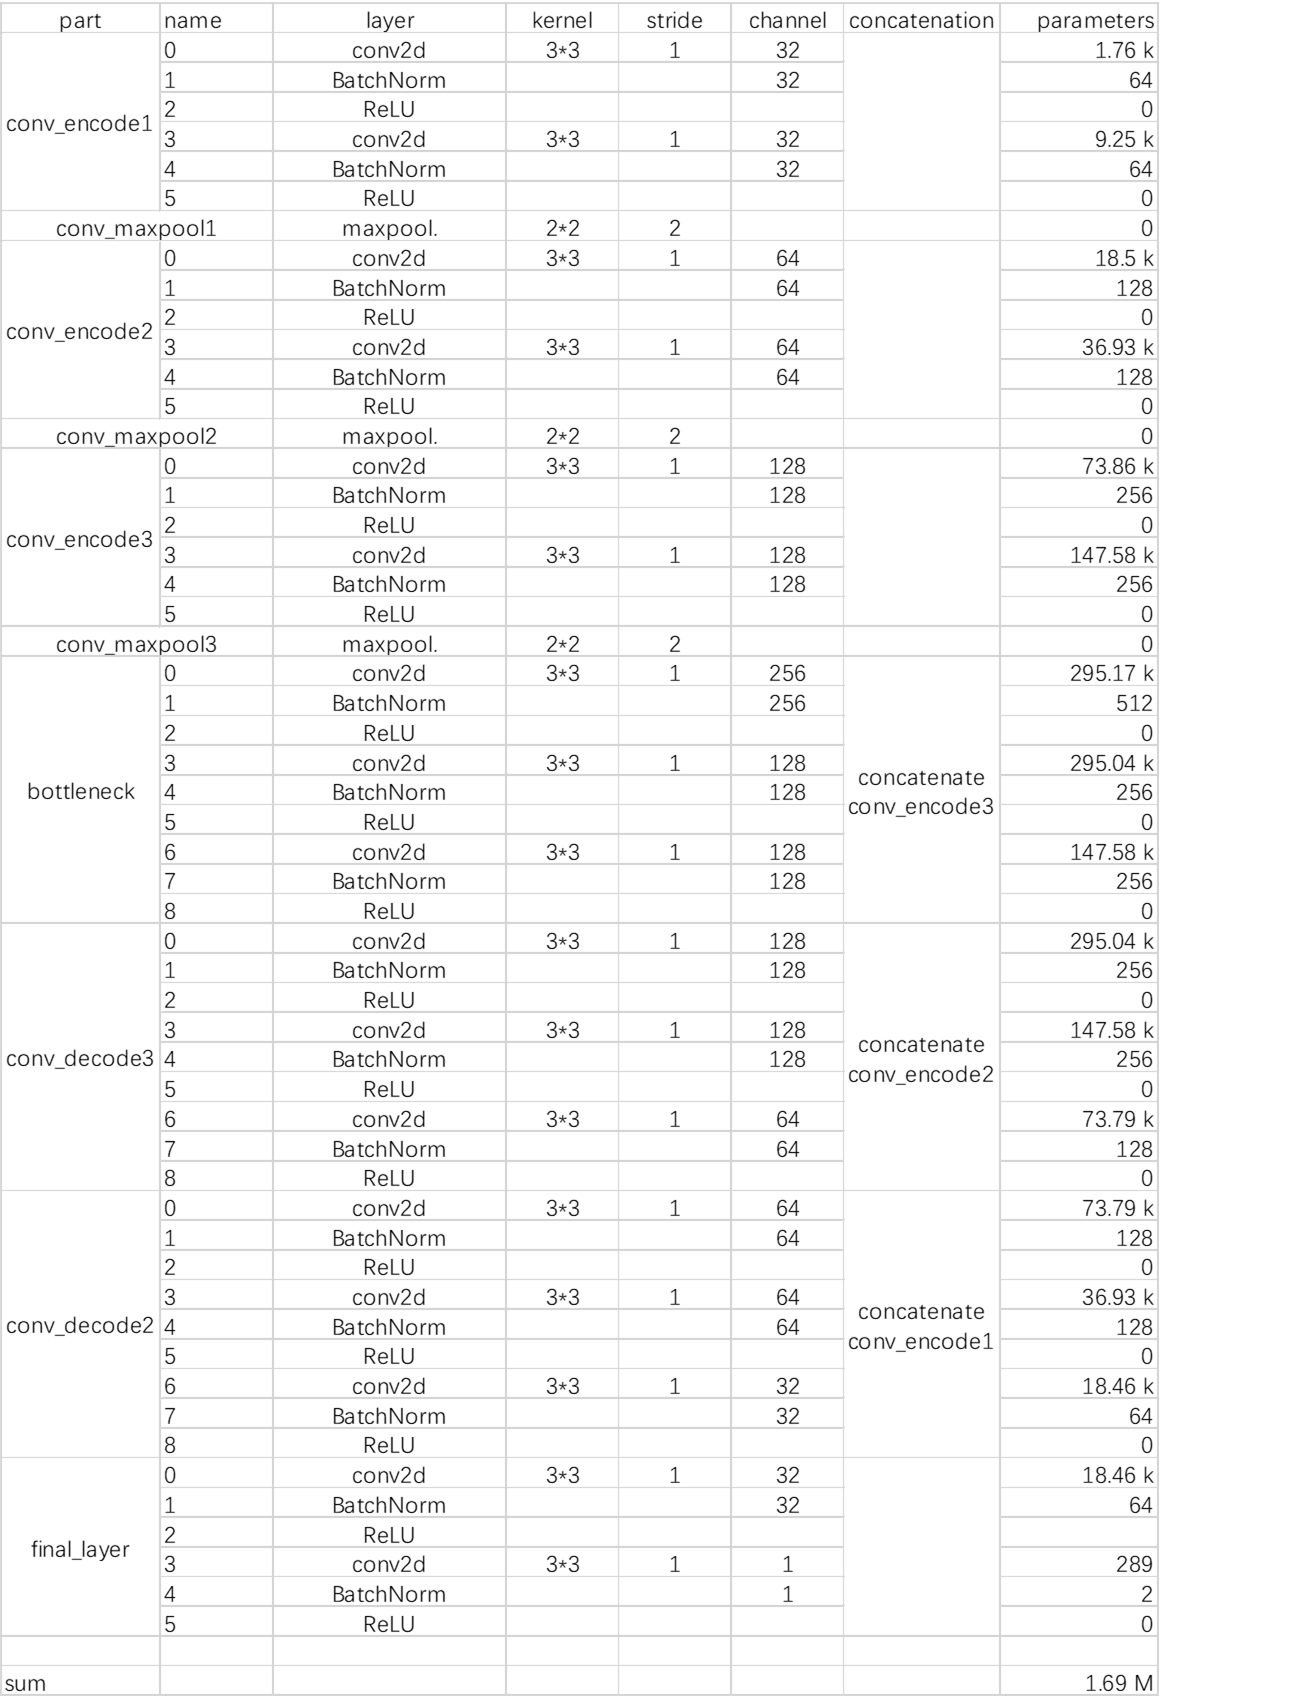 part name layer kernel stride channel concatenation parameters
conv_encode1
0 conv2d 3*3 1 32 1.76 k
1 BatchNorm 32 64
2 ReLU 0
3 conv2d 3*3 1 32 9.25 k
4 BatchNorm 32 64
5 ReLU 0
conv_maxpool1 maxpool. 2*2 2 0
conv_encode2
0 conv2d 3*3 1 64 18.5 k
1 BatchNorm 64 128
2 ReLU 0
3 conv2d 3*3 1 64 36.93 k
4 BatchNorm 64 128
5 ReLU 0
conv_maxpool2 maxpool. 2*2 2 0
conv_encode3
0 conv2d 3*3 1 128 73.86 k
1 BatchNorm 128 256
2 ReLU 0
3 conv2d 3*3 1 128 147.58 k
4 BatchNorm 128 256
5 ReLU 0
conv_maxpool3 maxpool. 2*2 2 0
bottleneck
0 conv2d 3*3 1 256 295.17 k
1 BatchNorm 256 512
2 ReLU 0
3 conv2d 3*3 1 128 295.04 k
4 BatchNorm 128 256
5 ReLU 0
6 conv2d 3*3 1 128 147.58 k
7 BatchNorm 128 256
8 ReLU 0
concatenate
conv_encode3
conv_decode3
0 conv2d 3*3 1 128 295.04 k
1 BatchNorm 128 256
2 ReLU 0
3 conv2d 3*3 1 128 147.58 k
4 BatchNorm 128 256
5 ReLU 0
6 conv2d 3*3 1 64 73.79 k
7 BatchNorm 64 128
8 ReLU 0
concatenate
conv_encode2
conv_decode2
0 conv2d 3*3 1 64 73.79 k
1 BatchNorm 64 128
2 ReLU 0
3 conv2d 3*3 1 64 36.93 k
4 BatchNorm 64 128
5 ReLU 0
6 conv2d 3*3 1 32 18.46 k
7 BatchNorm 32 64
8 ReLU 0
concatenate
conv_encode1
final_layer
0 conv2d 3*3 1 32 18.46 k
1 BatchNorm 32 64
2 ReLU
3 conv2d 3*3 1 1 289
4 BatchNorm 1 2
5 ReLU 0
sum 1.69 M